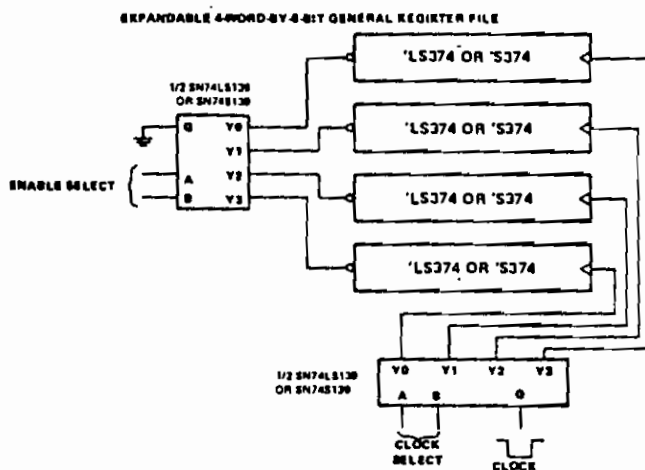 EXPANDABLE 4-WORD-BY-8-BIT GENERAL REGISTER FILE
'LS374 OR 'S374
1/2 SN74LS139
OR SN74S139
G Y0
'LS374 OR 'S374
Y1
ENABLE SELECT
A Y2
B Y3
'LS374 OR 'S374
'LS374 OR 'S374
1/2 SN74LS139
OR SN74S139
Y0 Y1 Y2 Y3
A B G
CLOCK
SELECT
CLOCK